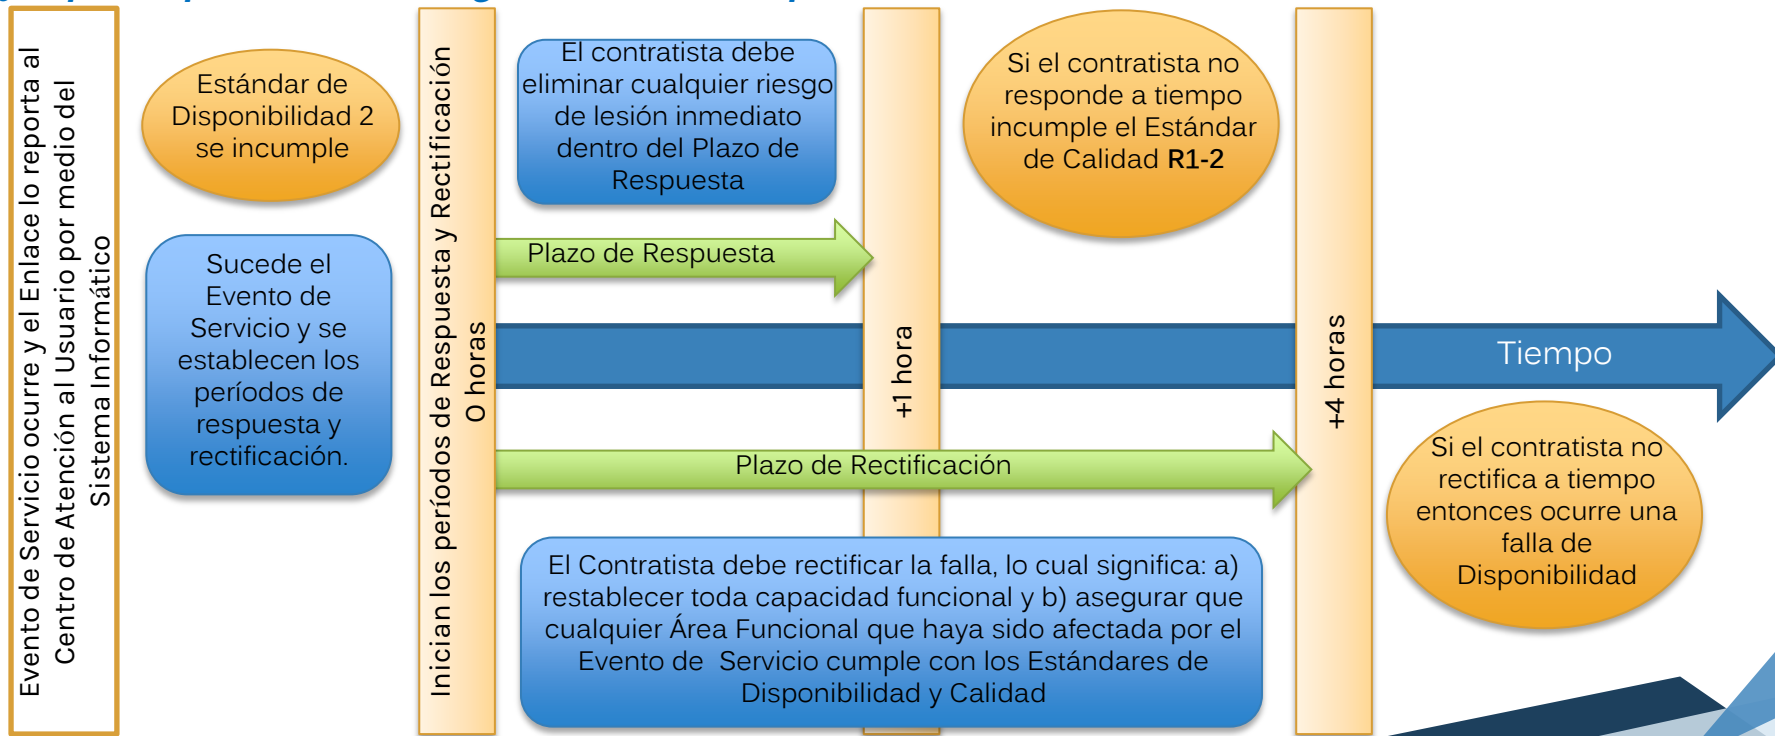 Evento de Servicio ocurre y el Enlace lo reporta al
Centro de Atención al Usuario por medio del
Sistema Informático
Estándar de
Disponibilidad 2
se incumple
Sucede el
Evento de
Servicio y se
establecen los
períodos de
respuesta y
rectificación.
Inician los períodos de Respuesta y Rectificación
0 horas
El contratista debe
eliminar cualquier riesgo
de lesión inmediato
dentro del Plazo de
Respuesta
Plazo de Respuesta
+1 hora
Si el contratista no
responde a tiempo
incumple el Estándar
de Calidad R1-2
+4 horas
Tiempo
Plazo de Rectificación
El Contratista debe rectificar la falla, lo cual significa: a)
restablecer toda capacidad funcional y b) asegurar que
cualquier Área Funcional que haya sido afectada por el
Evento de  Servicio cumple con los Estándares de
Disponibilidad y Calidad
Si el contratista no
rectifica a tiempo
entonces ocurre una
falla de
Disponibilidad